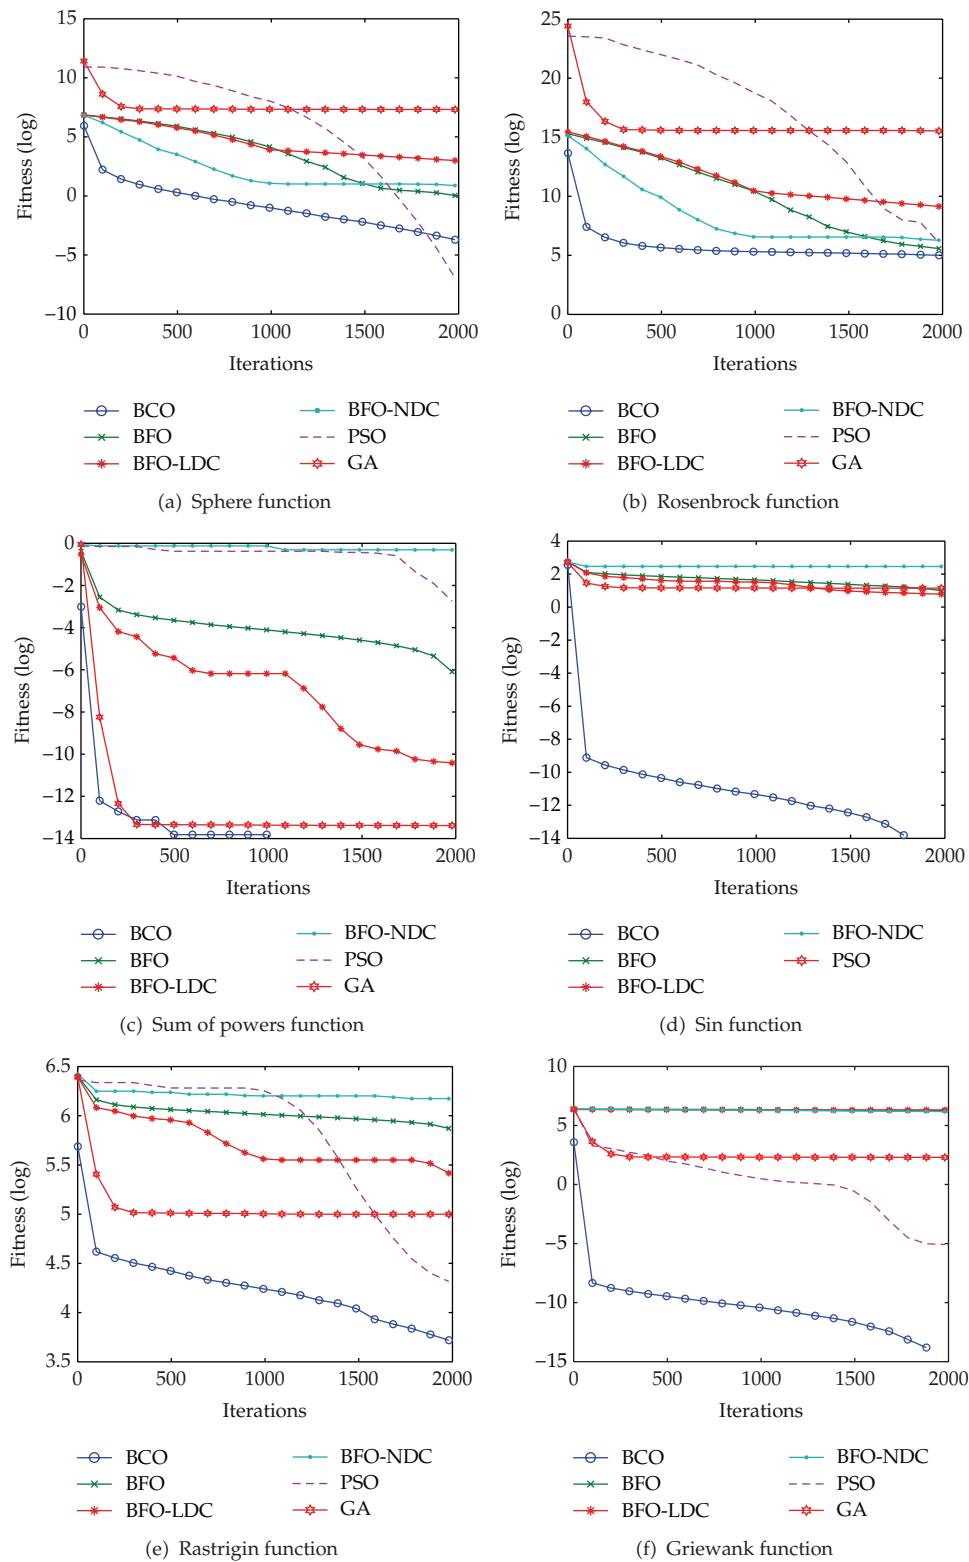 15
10
5
0
−5
−10
Fitness (log)
0 500 1000 1500 2000
Iterations
BCO
BFO
BFO-LDC
BFO-NDC
PSO
GA
(a) Sphere function
25
20
15
10
5
0
Fitness (log)
0 500 1000 1500 2000
Iterations
BCO
BFO
BFO-LDC
BFO-NDC
PSO
GA
(b) Rosenbrock function
0
−2
−4
−6
−8
−10
−12
−14
Fitness (log)
0 500 1000 1500 2000
Iterations
BCO
BFO
BFO-LDC
BFO-NDC
PSO
GA
(c) Sum of powers function
4
2
0
−2
4
−6
−8
−10
−12
−14
Fitness (log)
0 500 1000 1500 2000
Iterations
BCO
BFO
BFO-LDC
BFO-NDC
PSO
(d) Sin function
6.5
6
5.5
5
4.5
4
3.5
Fitness (log)
0 500 1000 1500 2000
Iterations
BCO
BFO
BFO-LDC
BFO-NDC
PSO
GA
(e) Rastrigin function
10
5
0
−5
−10
−15
Fitness (log)
0 500 1000 1500 2000
Iterations
BCO
BFO
BFO-LDC
BFO-NDC
PSO
GA
(f) Griewank function